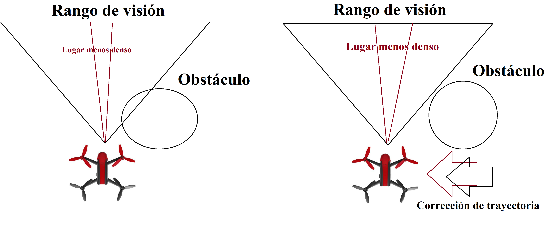 Rango de visión
Lugar menos denso
Obstáculo
Rango de visión
Lugar menos denso
Obstáculo
Corrección de trayectoria